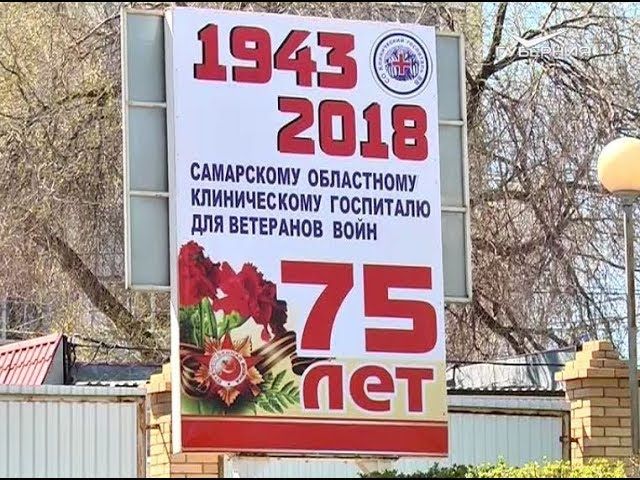 1943
2018
САМАРСКОМУ ОБЛАСТНОМУ
КЛИНИЧЕСКОМУ ГОСПИТАЛЮ
ДЛЯ ВЕТЕРАНОВ ВОЙН
75
лет